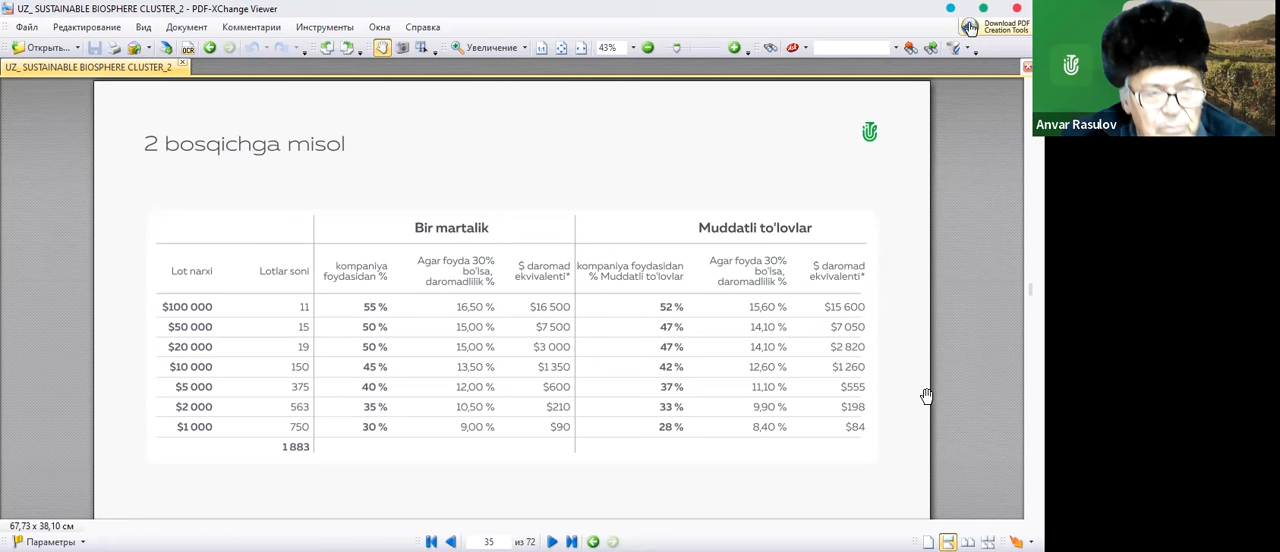 UZ_ SUSTAINABLE BIOSPHERE CLUSTER_2 - PDF-XChange Viewer
Файл Редактирование Вид Документ Комментарии Инструменты Окна Справка
Download PDF
Creation Tools
Открыть... OCR Увеличение 43%
UZ_ SUSTAINABLE BIOSPHERE CLUSTER_2
Anvar Rasulov
2 bosqichga misol
Bir martalik Muddatli to'lovlar
Lot narxi Lotlar soni kompaniya foydasidan % Agar foyda 30% bo'lsa, daromadlilik % $ daromad ekvivalenti* kompaniya foydasidan % Muddatli to'lovlar Agar foyda 30% bo'lsa, daromadlilik % $ daromad ekvivalenti*
$100 000 11 55 % 16,50 % $16 500 52 % 15,60 % $15 600
$50 000 15 50 % 15,00 % $7 500 47 % 14,10 % $7 050
$20 000 19 50 % 15,00 % $3 000 47 % 14,10 % $2 820
$10 000 150 45 % 13,50 % $1 350 42 % 12,60 % $1 260
$5 000 375 40 % 12,00 % $600 37 % 11,10 % $555
$2 000 563 35 % 10,50 % $210 33 % 9,90 % $198
$1 000 750 30 % 9,00 % $90 28 % 8,40 % $84
1 883
67,73 x 38,10 см
Параметры 35 из 72